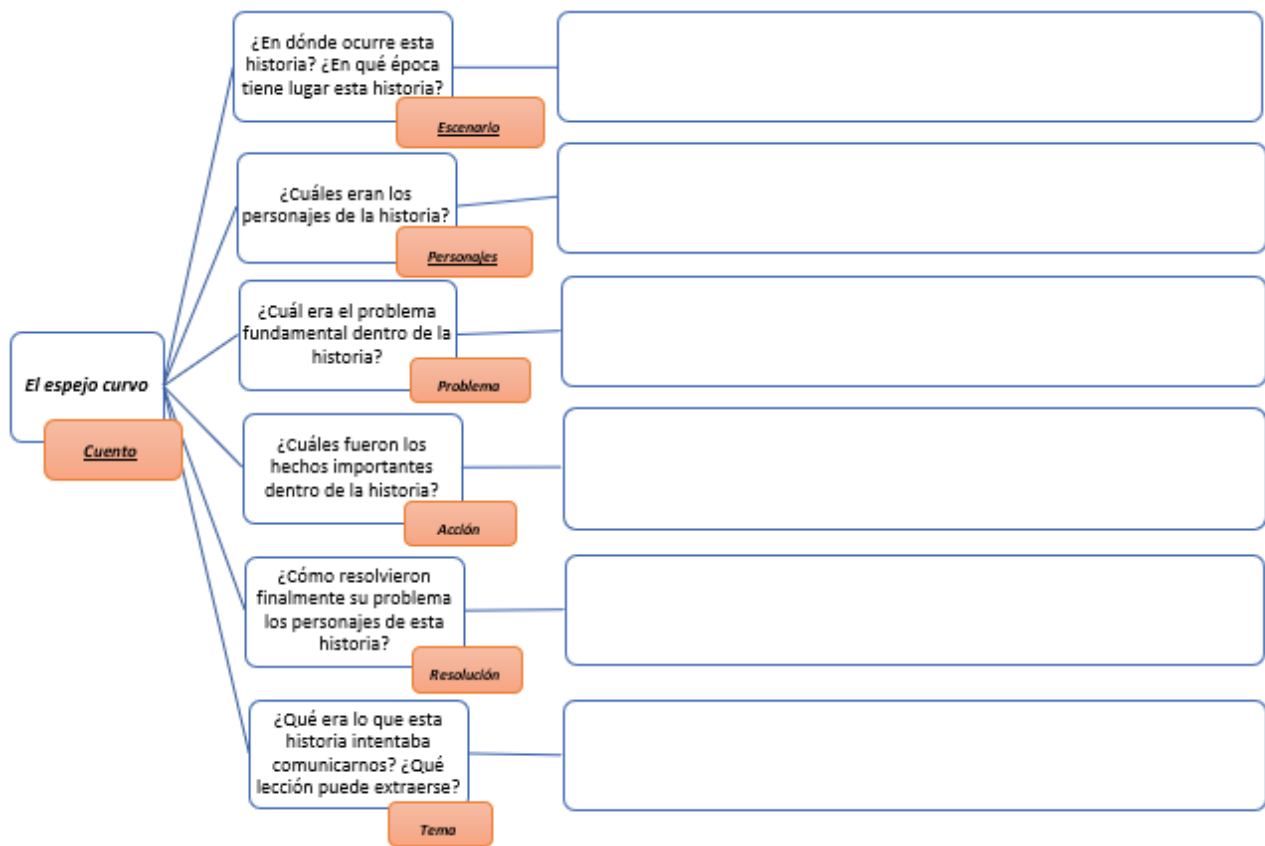 ¿En dónde ocurre esta
historia? ¿En qué época
tiene lugar esta historia?
Escenario
¿Cuáles eran los
personajes de la historia?
Personajes
¿Cuál era el problema
fundamental dentro de la
historia?
Problema
El espejo curvo
Cuento
¿Cuáles fueron los
hechos importantes
dentro de la historia?
Acción
¿Cómo resolvieron
finalmente su problema
los personajes de esta
historia?
Resolución
¿Qué era lo que esta
historia intentaba
comunicarnos? ¿Qué
lección puede extraerse?
Tema